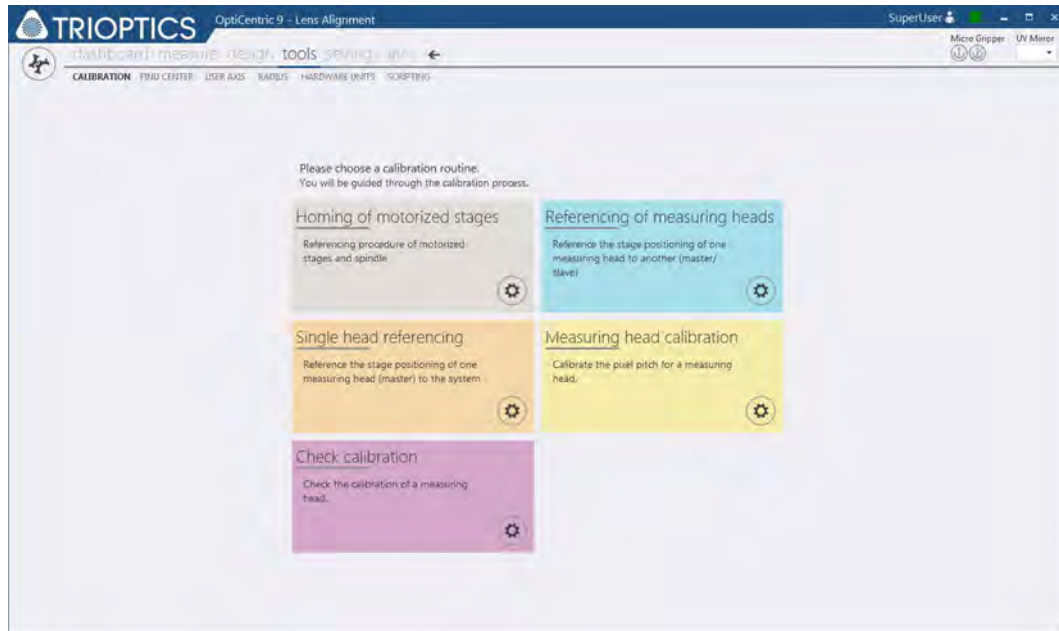 TRIOPTICS
OptiCentric 9 - Lens Alignment
SuperUser
Micro Gripper UV Mirror
dashboard measure design tools
CALIBRATION FIND CENTER USER AXIS RADIUS HARDWARE UNITS SCRIPTING
Please choose a calibration routine.
You will be guided through the calibration process.
Homing of motorized stages
Referencing procedure of motorized
stages and spindle
Referencing of measuring heads
Reference the stage positioning of one
measuring head to another (master/
slave)
Single head referencing
Reference the stage positioning of one
measuring head (master) to the system
Measuring head calibration
Calibrate the pixel pitch for a measuring
head.
Check calibration
Check the calibration of a measuring
head.